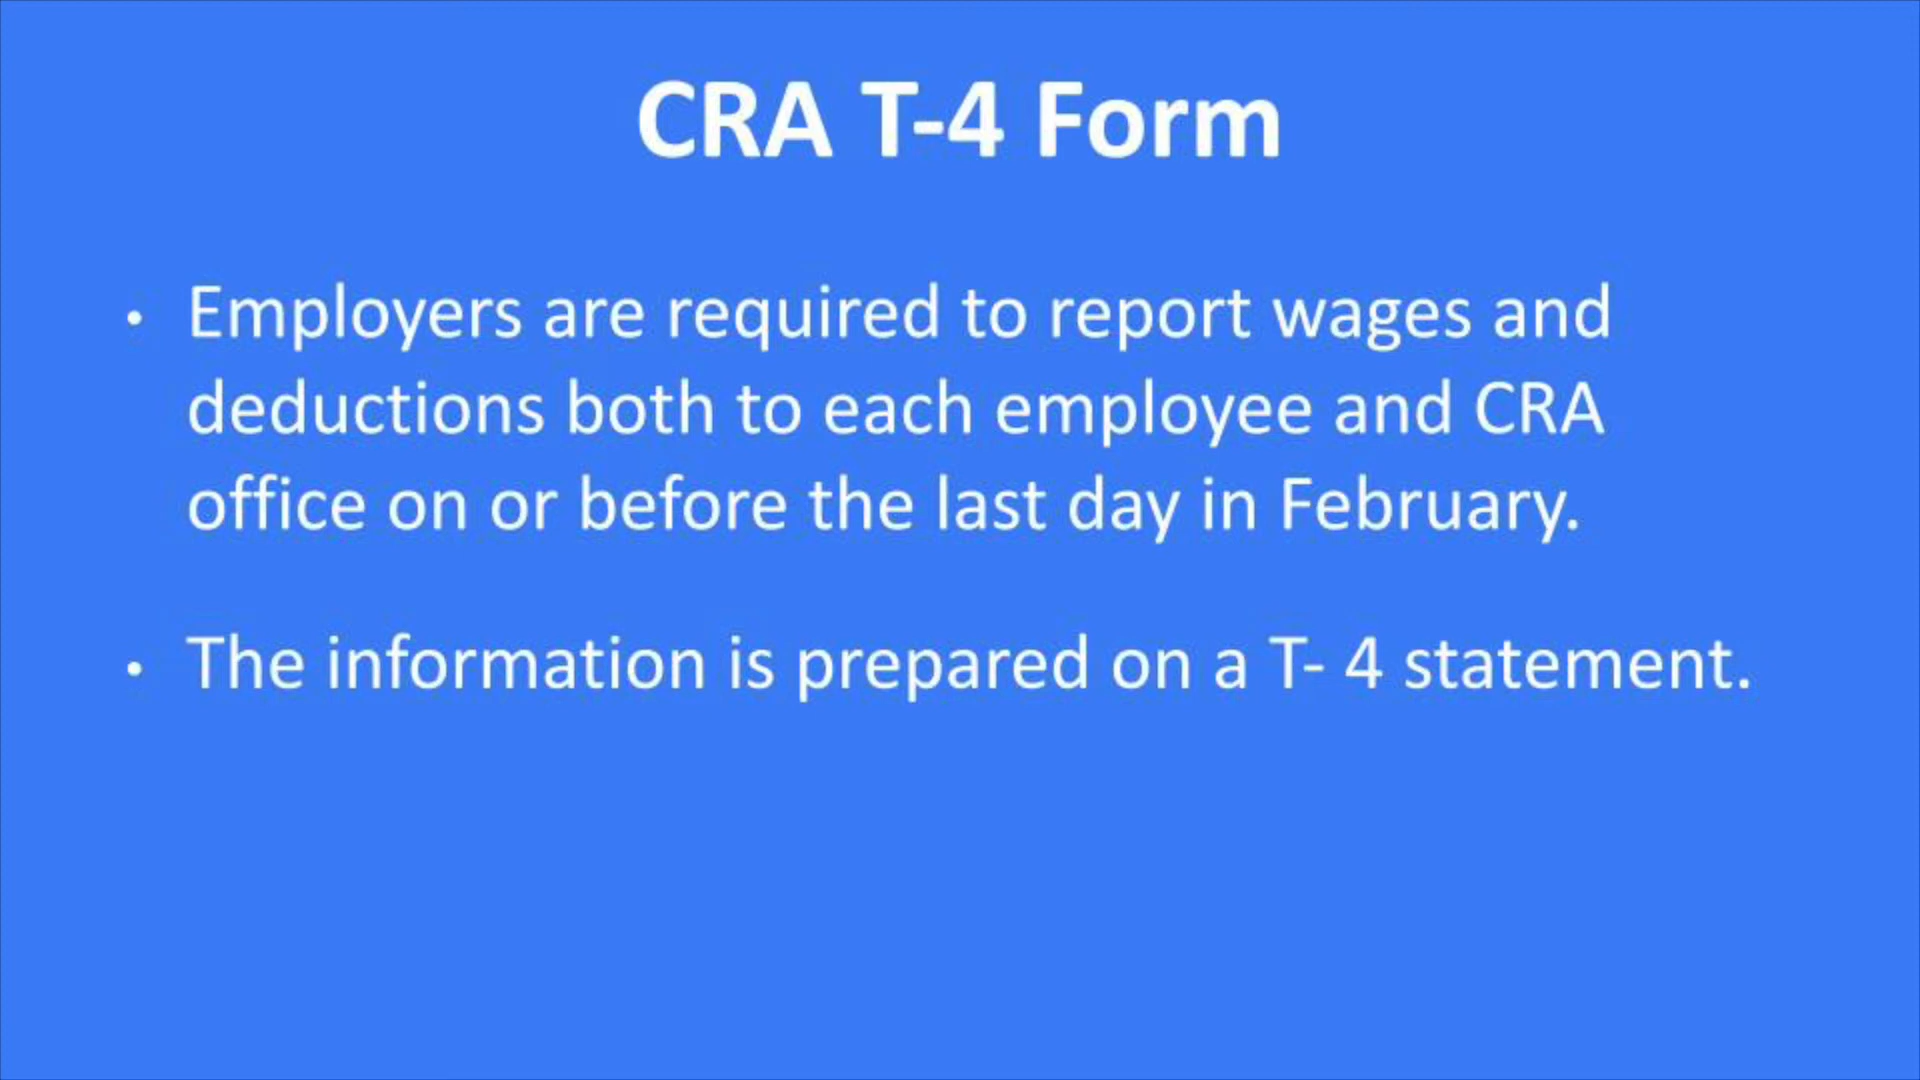 CRA T-4 Form
• Employers are required to report wages and
deductions both to each employee and CRA
office on or before the last day in February.
• The information is prepared on a T- 4 statement.